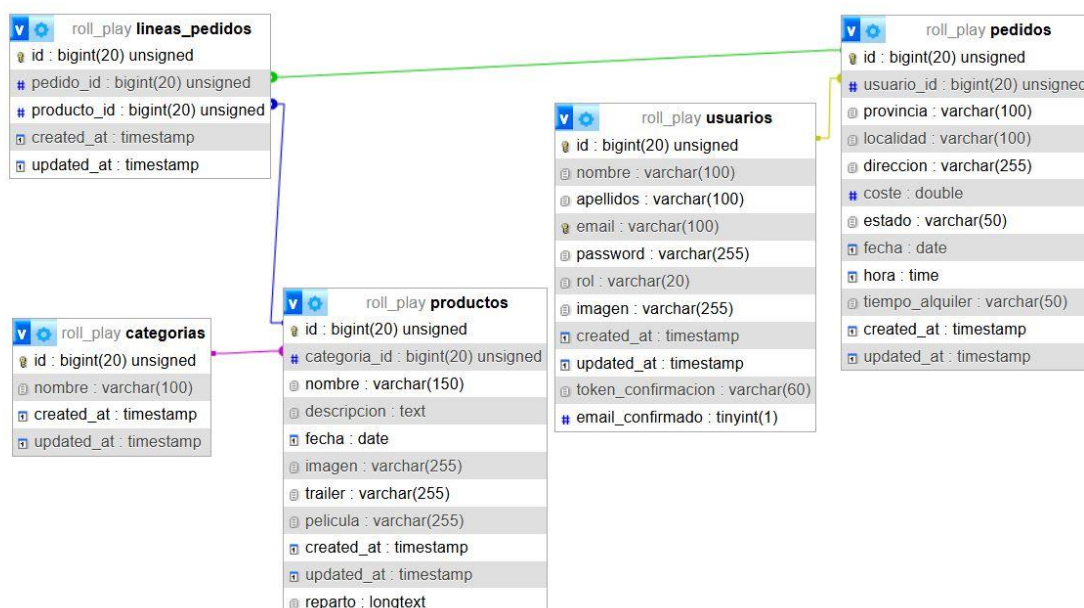 roll_play lineas_pedidos
id : bigint(20) unsigned
pedido_id : bigint(20) unsigned
producto_id : bigint(20) unsigned
created_at : timestamp
updated_at : timestamp
roll_play categorias
id : bigint(20) unsigned
nombre : varchar(100)
created_at : timestamp
updated_at : timestamp
roll_play productos
id : bigint(20) unsigned
categoria_id : bigint(20) unsigned
nombre : varchar(150)
descripcion : text
fecha : date
imagen : varchar(255)
trailer : varchar(255)
pelicula : varchar(255)
created_at : timestamp
updated_at : timestamp
reparto : longtext
roll_play usuarios
id : bigint(20) unsigned
nombre : varchar(100)
apellidos : varchar(100)
email : varchar(100)
password : varchar(255)
rol : varchar(20)
imagen : varchar(255)
created_at : timestamp
updated_at : timestamp
token_confirmacion : varchar(60)
email_confirmado : tinyint(1)
roll_play pedidos
id : bigint(20) unsigned
usuario_id : bigint(20) unsigned
provincia : varchar(100)
localidad : varchar(100)
direccion : varchar(255)
coste : double
estado : varchar(50)
fecha : date
hora : time
tiempo_alquiler : varchar(50)
created_at : timestamp
updated_at : timestamp